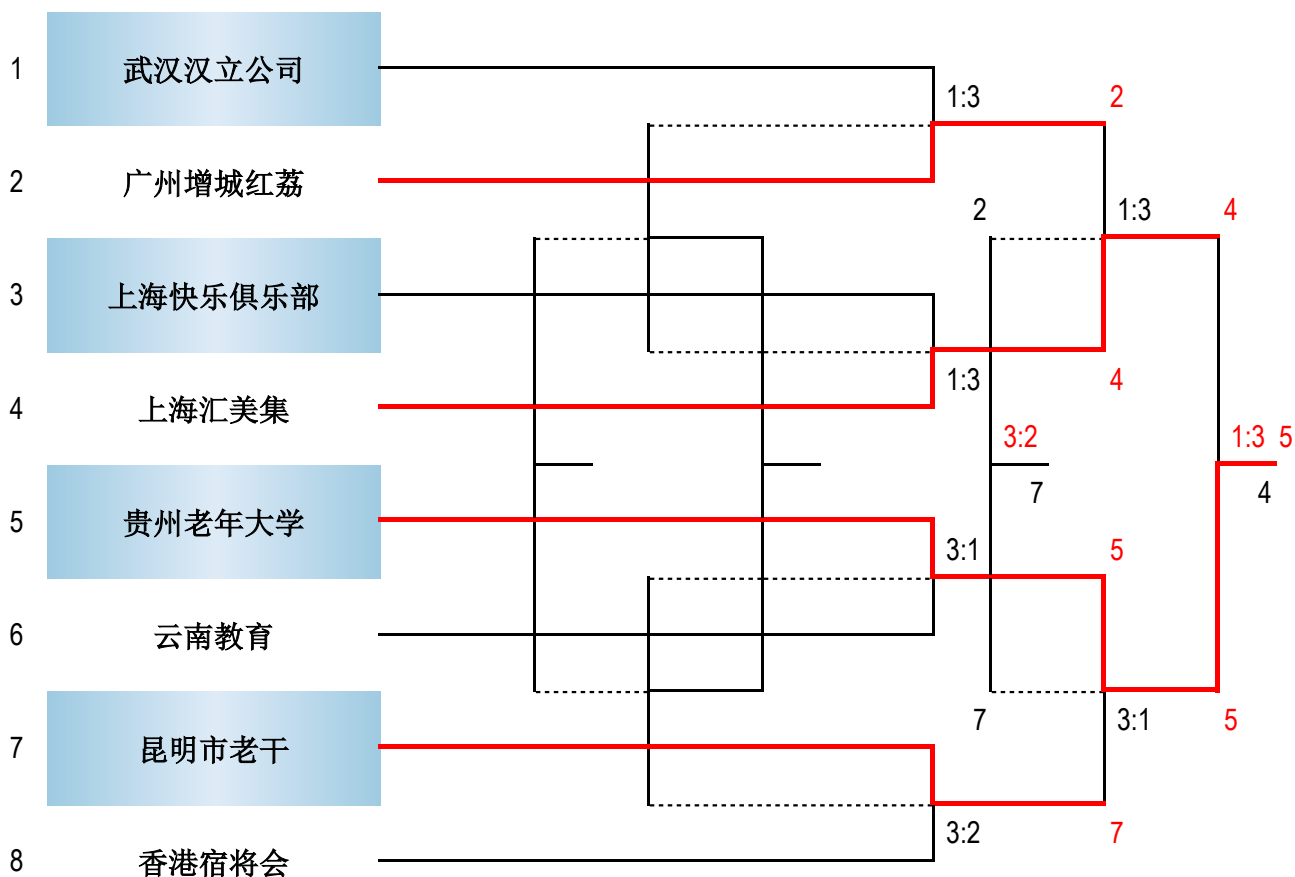 1 武汉汉立公司
1:3 2
2 广州增城红荔
2 1:3 4
3 上海快乐俱乐部
1:3 4
4 上海汇美集
3:2 1:3 5
7 4
5 贵州老年大学
3:1 5
6 云南教育
7 3:1 5
7 昆明市老干
3:2 7
8 香港宿将会